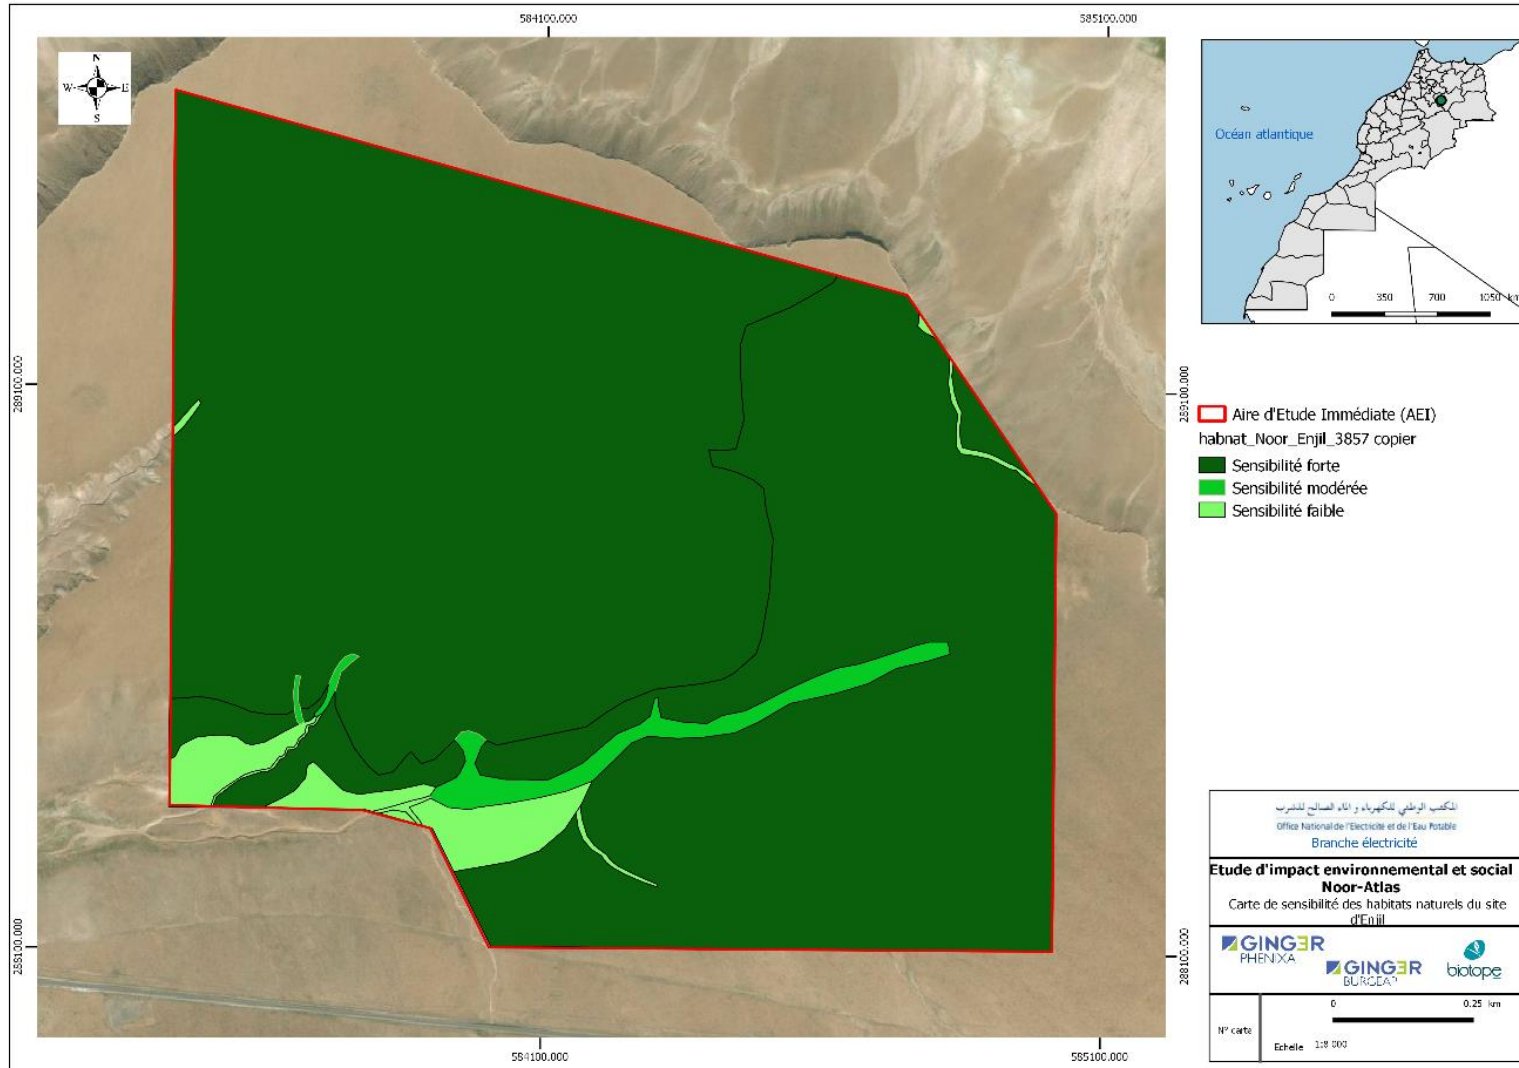 584100.000
585100.000
N
W
E
S
289100.000
289100.000
288100.000
288100.000
584100.000
585100.000
Océan atlantique
0 350 700 1050 km
Aire d'Etude Immédiate (AEI)
habnat_Noor_Enjil_3857 copier
Sensibilité forte
Sensibilité modérée
Sensibilité faible
المكتب الوطني للكهرباء و الماء الصالح للشرب
Office National de l'Electricité et de l'Eau Potable
Branche électricité
Etude d'impact environnemental et social
Noor-Atlas
Carte de sensibilité des habitats naturels du site
d'Enjil
GINGER
PHENIXA
GINGER
BURGEAP
biotope
0 0.25 km
N° carte
Echelle 1:8 000